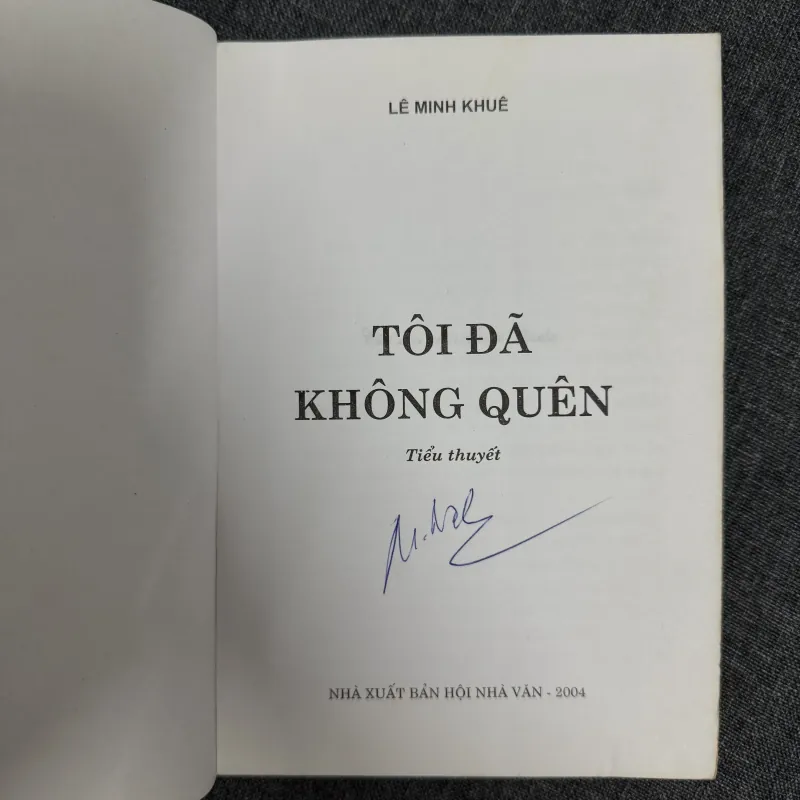 LÊ MINH KHUÊ
TÔI ĐÃ
KHÔNG QUÊN
Tiểu thuyết
NHÀ XUẤT BẢN HỘI NHÀ VĂN - 2004